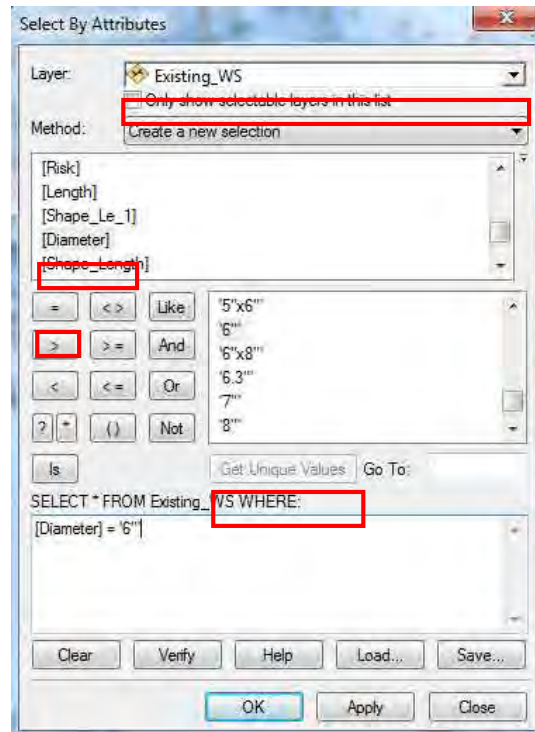 Select By Attributes
Layer: Existing_WS
Only show selectable layers in this list
Method: Create a new selection
[Risk]
[Length]
[Shape_Le_1]
[Diameter]
[Shape_Length]
= <> Like
> >= And
< <= Or
? * () Not
Is
'5"x6"'
'6"'
'6"x8"'
'6.3"'
'7"'
'8"'
Get Unique Values Go To:
SELECT * FROM Existing_WS WHERE:
[Diameter] = '6"'
Clear Verify Help Load... Save...
OK Apply Close